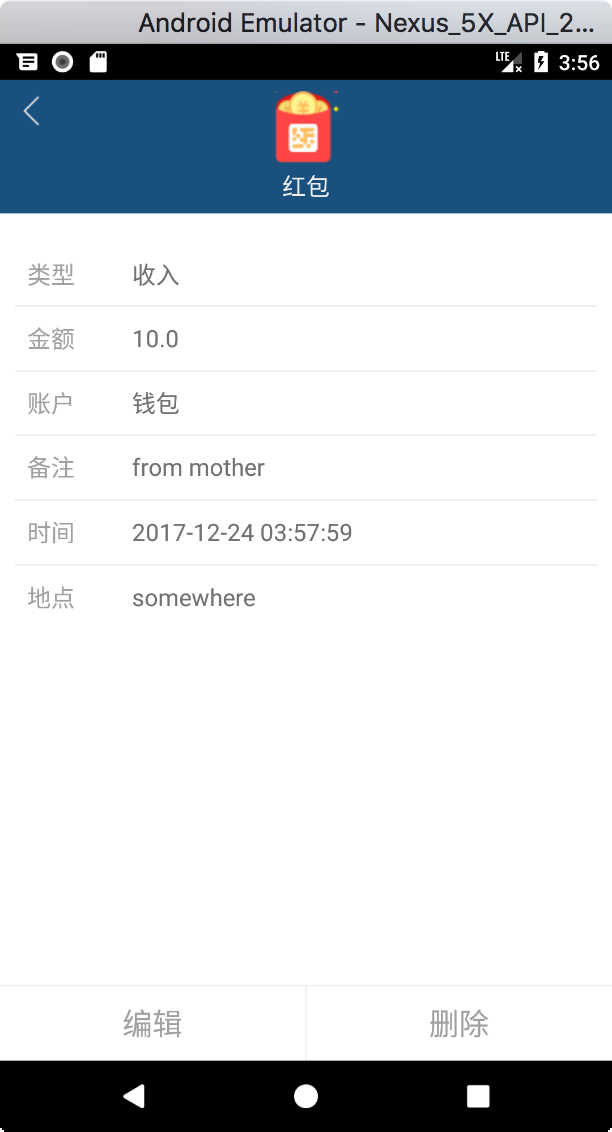 Android Emulator - Nexus_5X_API_2...
LTE 3:56
红包
类型 收入
金额 10.0
账户 钱包
备注 from mother
时间 2017-12-24 03:57:59
地点 somewhere
编辑 删除